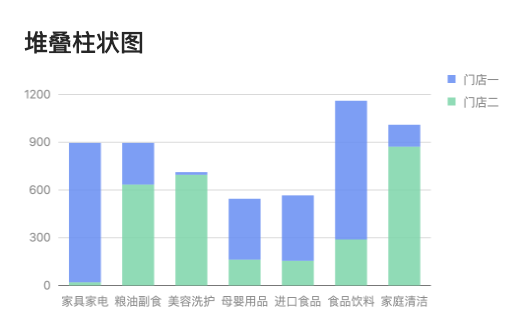 堆叠柱状图
门店一
门店二
1200
900
600
300
0
家具家电 粮油副食 美容洗护 母婴用品 进口食品 食品饮料 家庭清洁